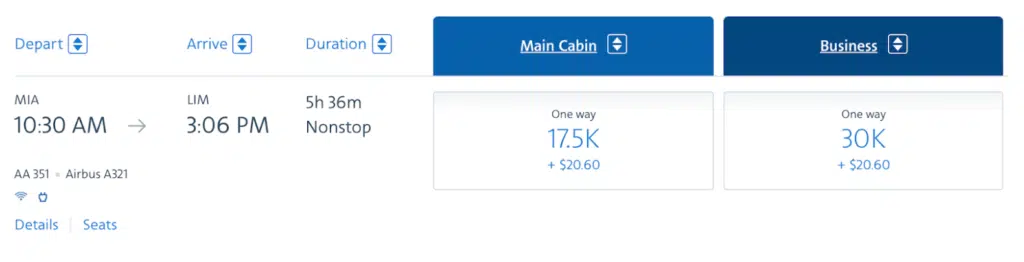 Depart
Arrive
Duration
Main Cabin
Business
MIA
10:30 AM
LIM
3:06 PM
5h 36m
Nonstop
One way
17.5K
+ $20.60
One way
30K
+ $20.60
AA 351 • Airbus A321
Details
Seats